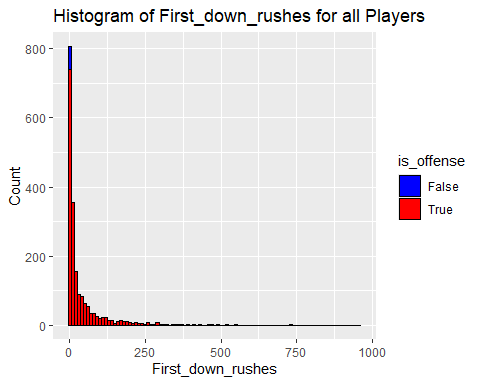 Histogram of First_down_rushes for all Players
800
600
400
200
0
Count
0 250 500 750 1000
First_down_rushes
is_offense
False
True